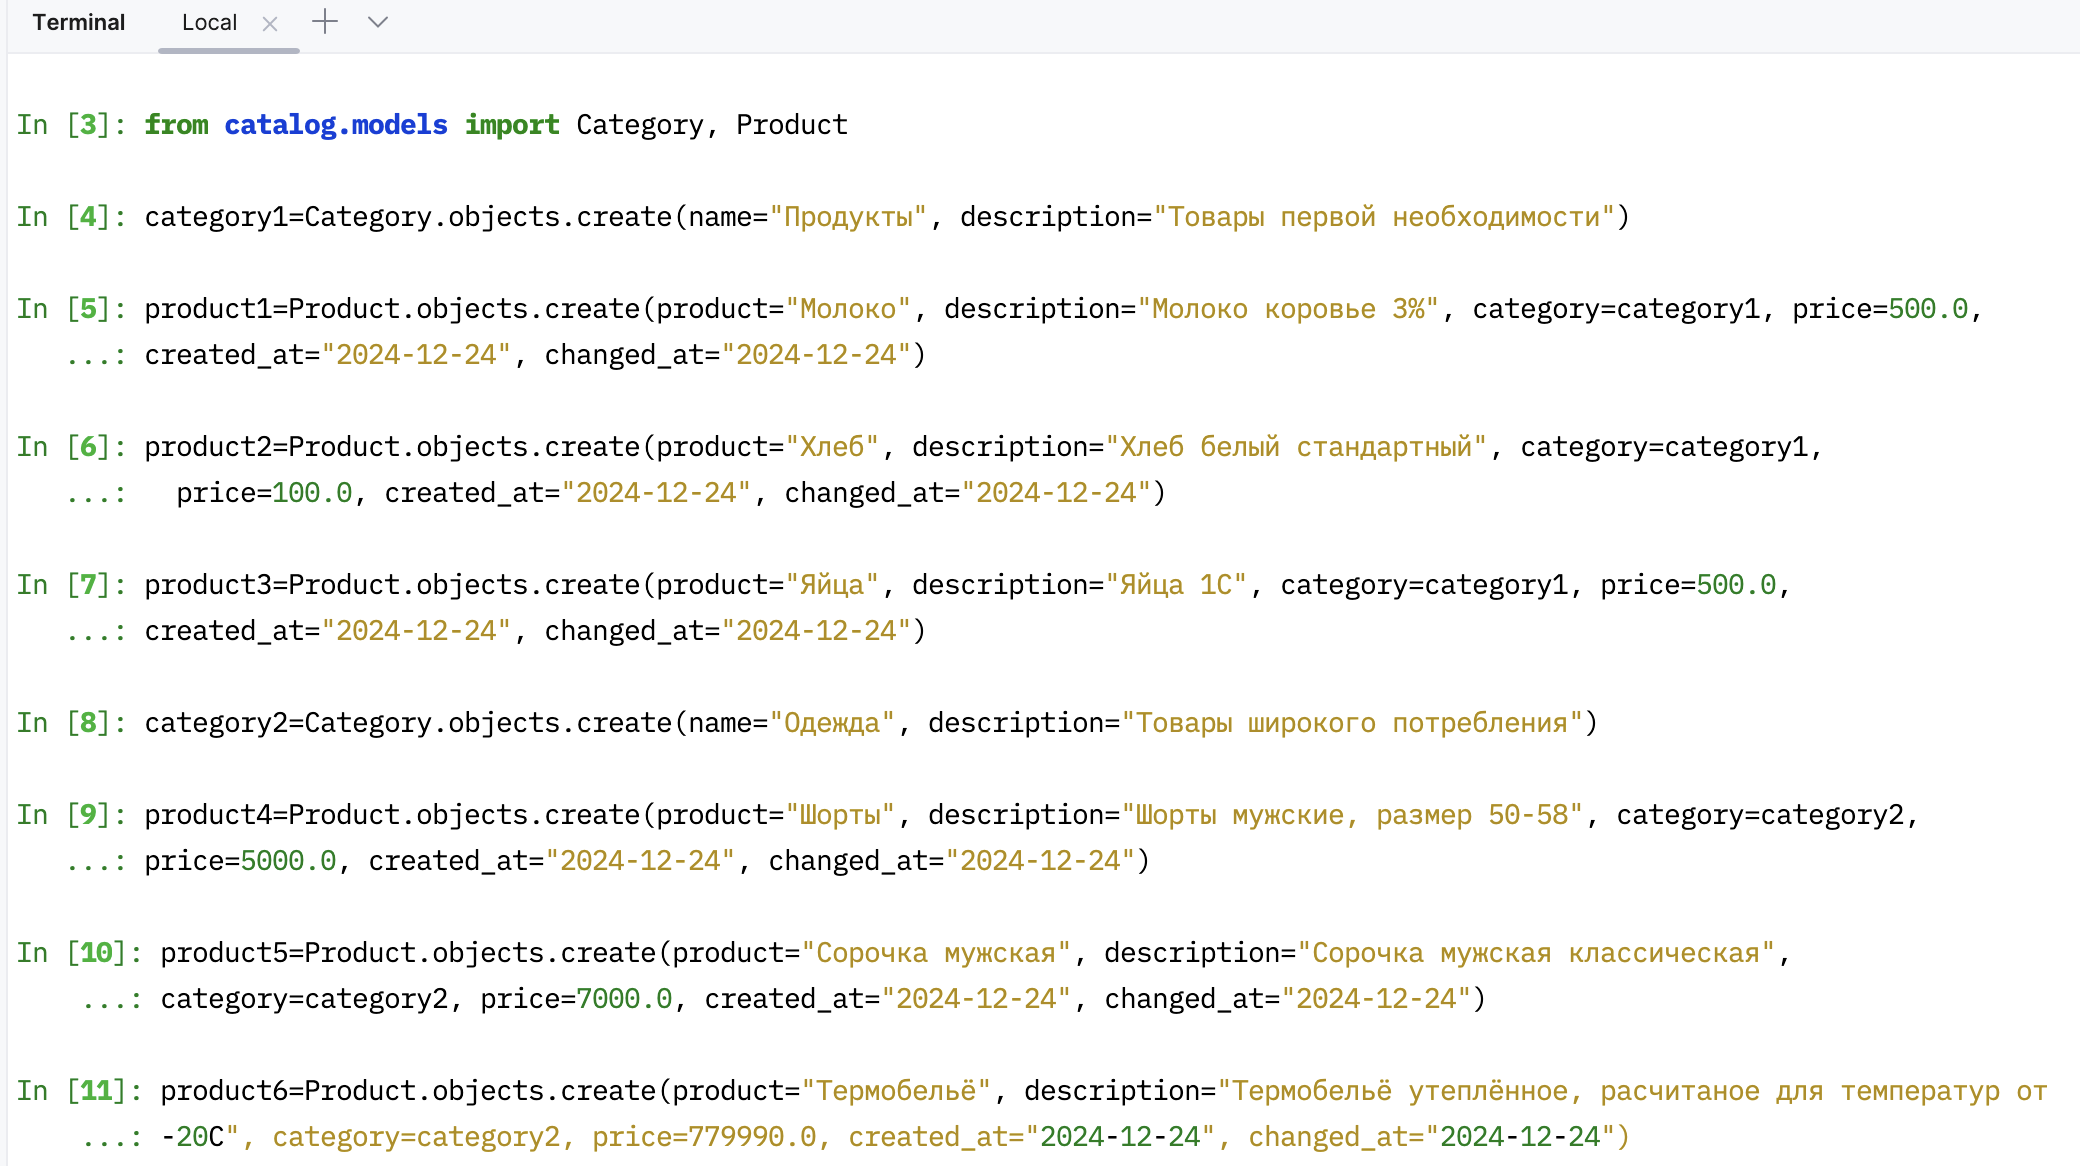 Terminal Local
In [3]: from catalog.models import Category, Product
In [4]: category1=Category.objects.create(name="Продукты", description="Товары первой необходимости")
In [5]: product1=Product.objects.create(product="Молоко", description="Молоко коровье 3%", category=category1, price=500.0,
...: created_at="2024-12-24", changed_at="2024-12-24")
In [6]: product2=Product.objects.create(product="Хлеб", description="Хлеб белый стандартный", category=category1,
...:   price=100.0, created_at="2024-12-24", changed_at="2024-12-24")
In [7]: product3=Product.objects.create(product="Яйца", description="Яйца 1С", category=category1, price=500.0,
...: created_at="2024-12-24", changed_at="2024-12-24")
In [8]: category2=Category.objects.create(name="Одежда", description="Товары широкого потребления")
In [9]: product4=Product.objects.create(product="Шорты", description="Шорты мужские, размер 50-58", category=category2,
...: price=5000.0, created_at="2024-12-24", changed_at="2024-12-24")
In [10]: product5=Product.objects.create(product="Сорочка мужская", description="Сорочка мужская классическая",
...: category=category2, price=7000.0, created_at="2024-12-24", changed_at="2024-12-24")
In [11]: product6=Product.objects.create(product="Термобельё", description="Термобельё утеплённое, расчитаное для температур от
...: -20С", category=category2, price=779990.0, created_at="2024-12-24", changed_at="2024-12-24")